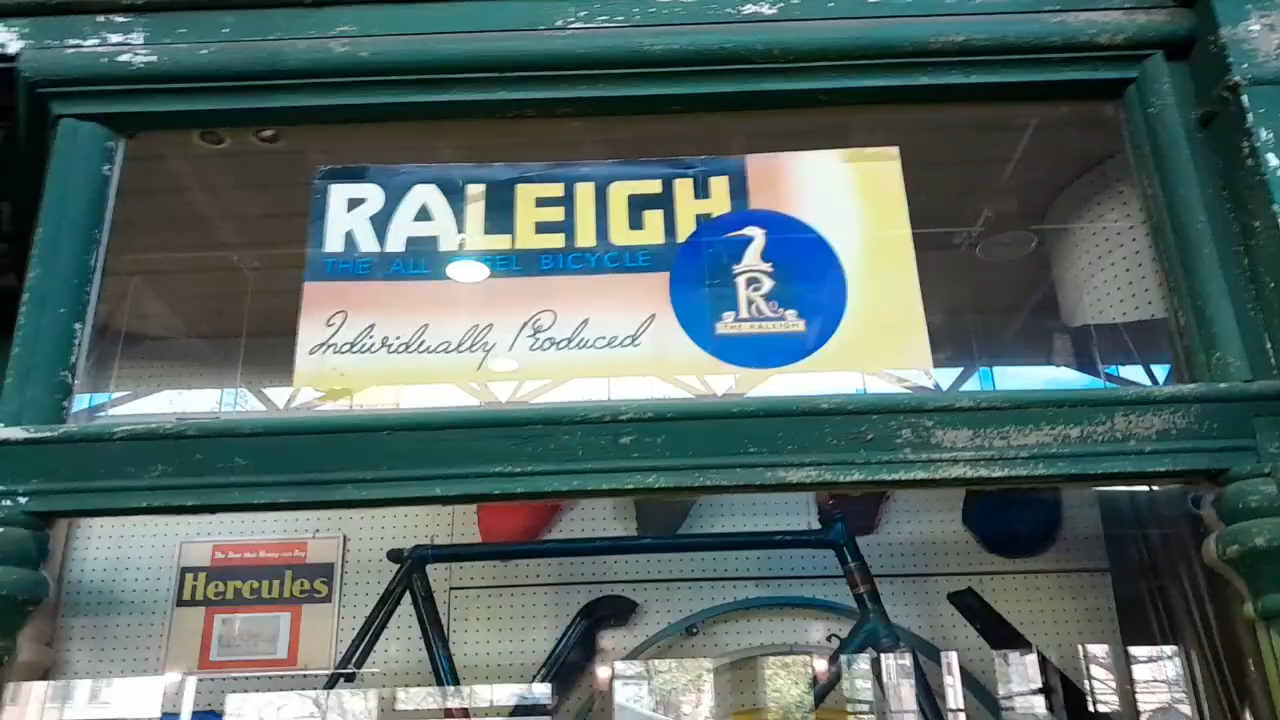 RALEIGH
THE ALL STEEL BICYCLE
Individually Produced
R
THE RALEIGH
The Best that Money can Buy
Hercules